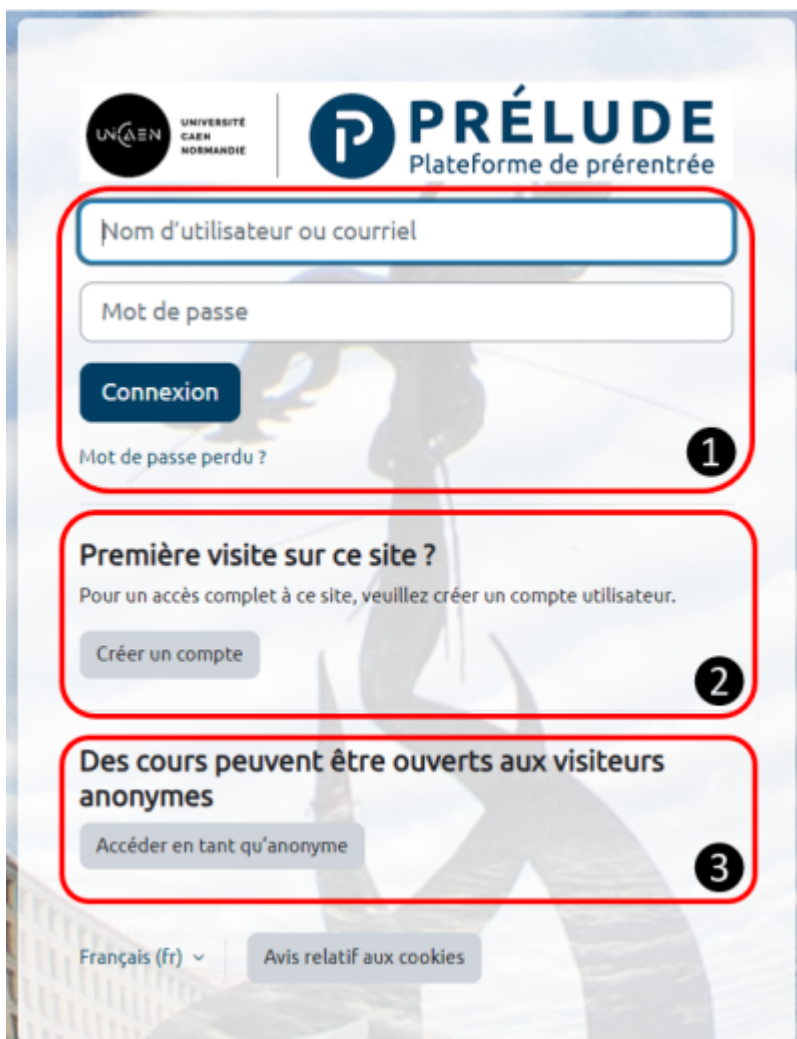 UNICAEN
UNIVERSITÉ
CAEN
NORMANDIE
PRÉLUDE
Plateforme de prérentrée
Nom d'utilisateur ou courriel
Mot de passe
Connexion
Mot de passe perdu ?
1
Première visite sur ce site ?
Pour un accès complet à ce site, veuillez créer un compte utilisateur.
Créer un compte
2
Des cours peuvent être ouverts aux visiteurs
anonymes
Accéder en tant qu'anonyme
3
Français (fr)
Avis relatif aux cookies